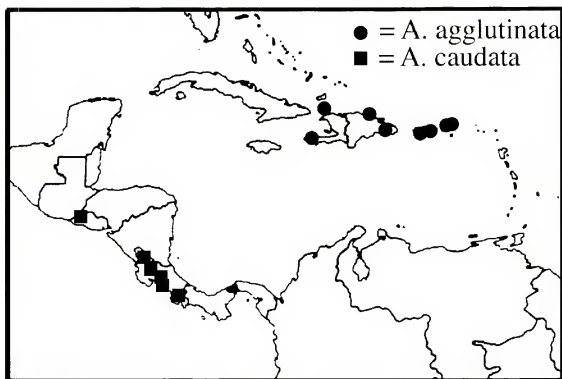 ● = A. agglutinata
■ = A. caudata